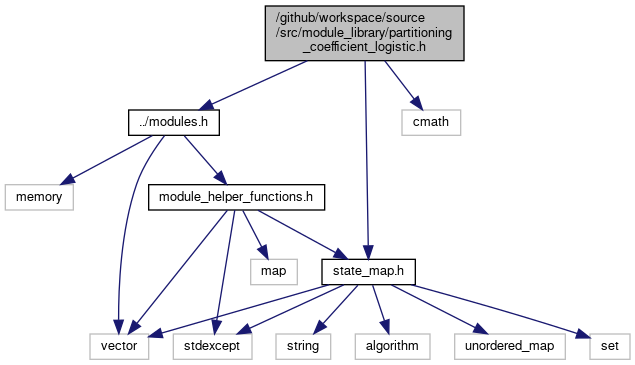 /github/workspace/source
/src/module_library/partitioning
_coefficient_logistic.h
../modules.h
cmath
memory
module_helper_functions.h
map
state_map.h
vector
stdexcept
string
algorithm
unordered_map
set